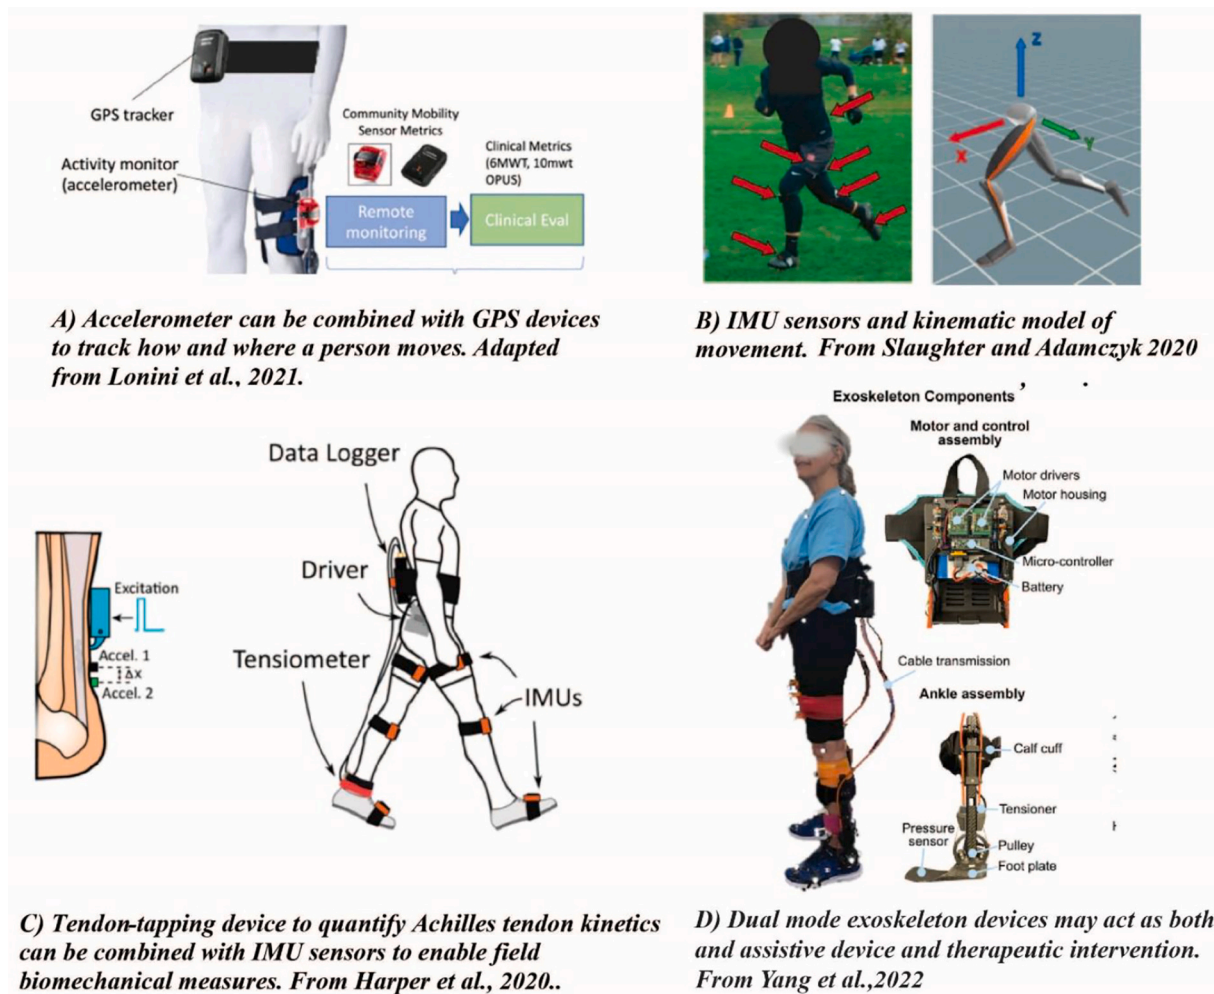 GPS tracker
Activity monitor
(accelerometer)
Community Mobility
Sensor Metrics
Clinical Metrics
(6MWT, 10mwt
OPUS)
Remote
monitoring
Clinical Eval
A) Accelerometer can be combined with GPS devices
to track how and where a person moves. Adapted
from Lonini et al., 2021.
Z
X
Y
B) IMU sensors and kinematic model of
movement. From Slaughter and Adamczyk 2020
Excitation
Accel. 1
Δx
Accel. 2
Data Logger
Driver
Tensiometer
IMUs
C) Tendon-tapping device to quantify Achilles tendon kinetics
can be combined with IMU sensors to enable field
biomechanical measures. From Harper et al., 2020..
Exoskeleton Components
Motor and control
assembly
Motor drivers
Motor housing
Micro-controller
Battery
Cable transmission
Ankle assembly
Calf cuff
Tensioner
Pressure
sensor
Pulley
Foot plate
D) Dual mode exoskeleton devices may act as both
and assistive device and therapeutic intervention.
From Yang et al.,2022